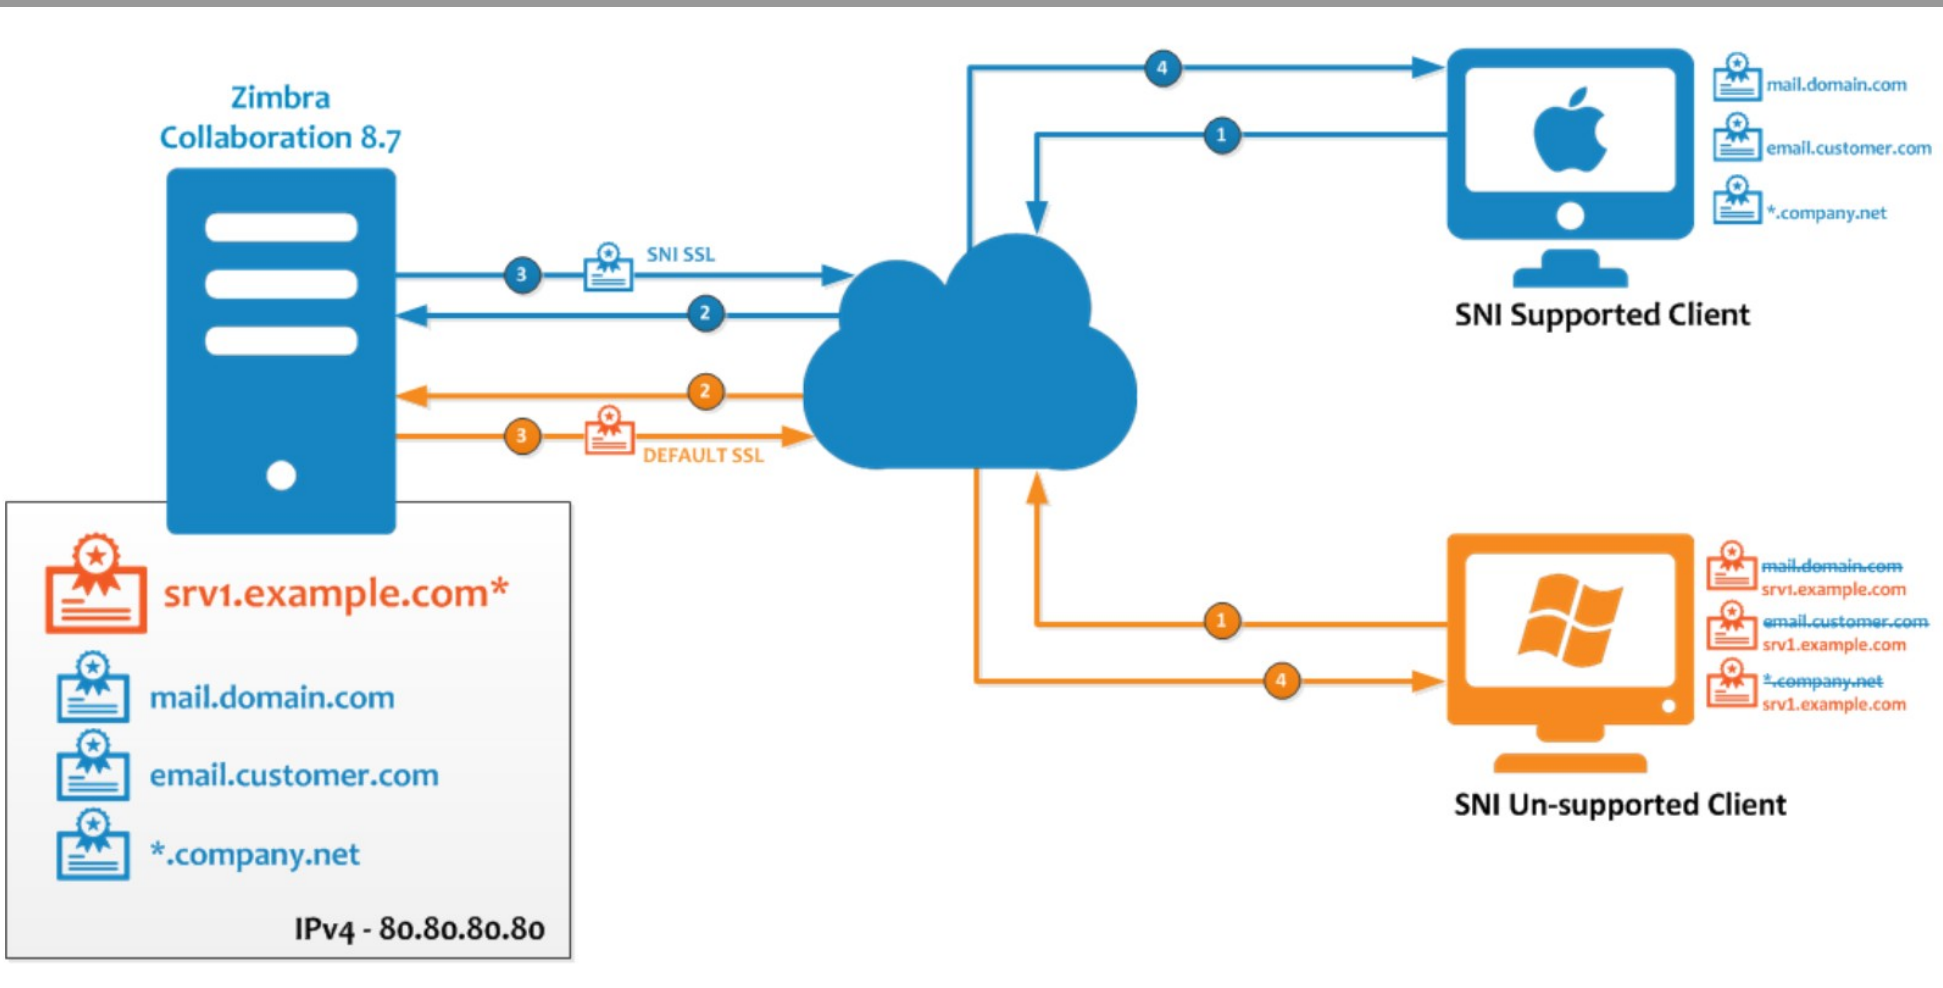 Zimbra
Collaboration 8.7
4
1
mail.domain.com
email.customer.com
*.company.net
SNI Supported Client
3
SNI SSL
2
2
3
DEFAULT SSL
srv1.example.com*
mail.domain.com
email.customer.com
*.company.net
IPv4 - 80.80.80.80
1
4
mail.domain.com
srv1.example.com
email.customer.com
srv1.example.com
*.company.net
srv1.example.com
SNI Un-supported Client